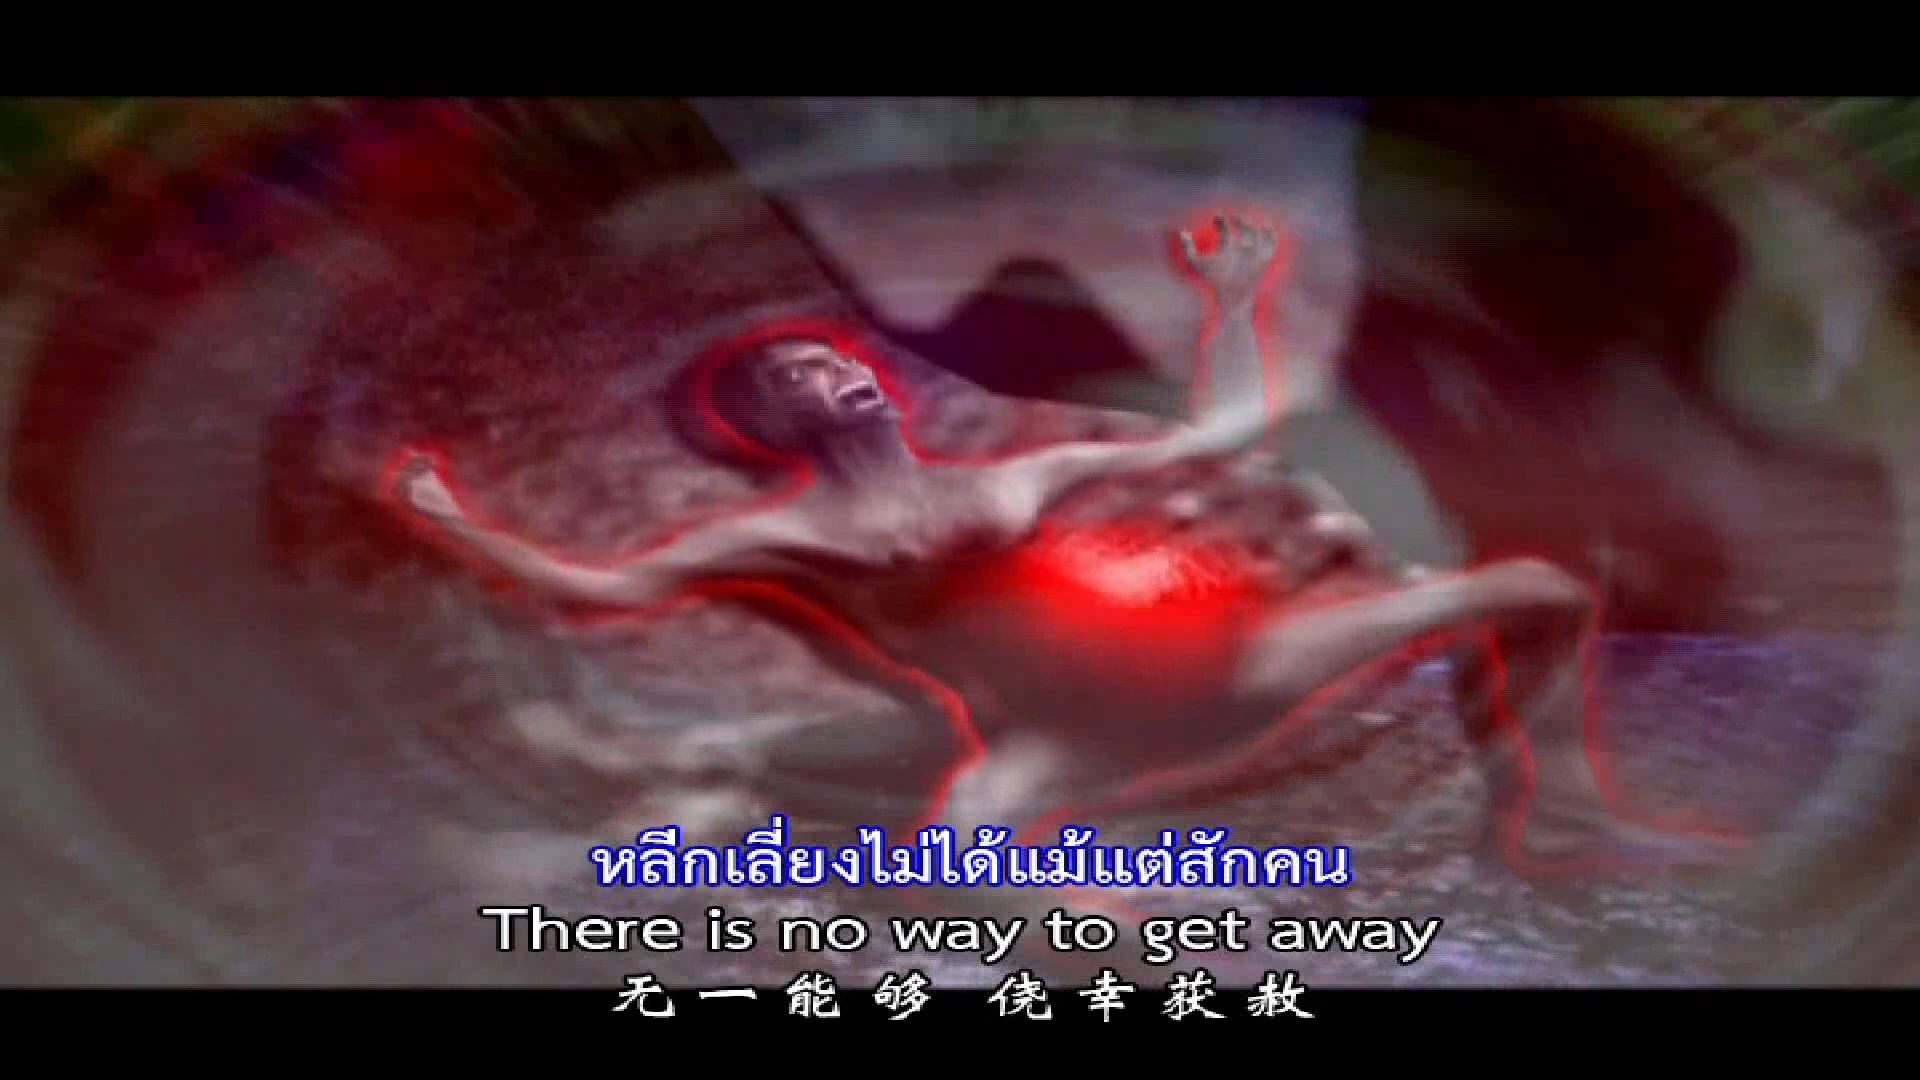 หลีกเลี่ยงไม่ได้แม้แต่สักคน
There is no way to get away
无一能够 侥幸获赦